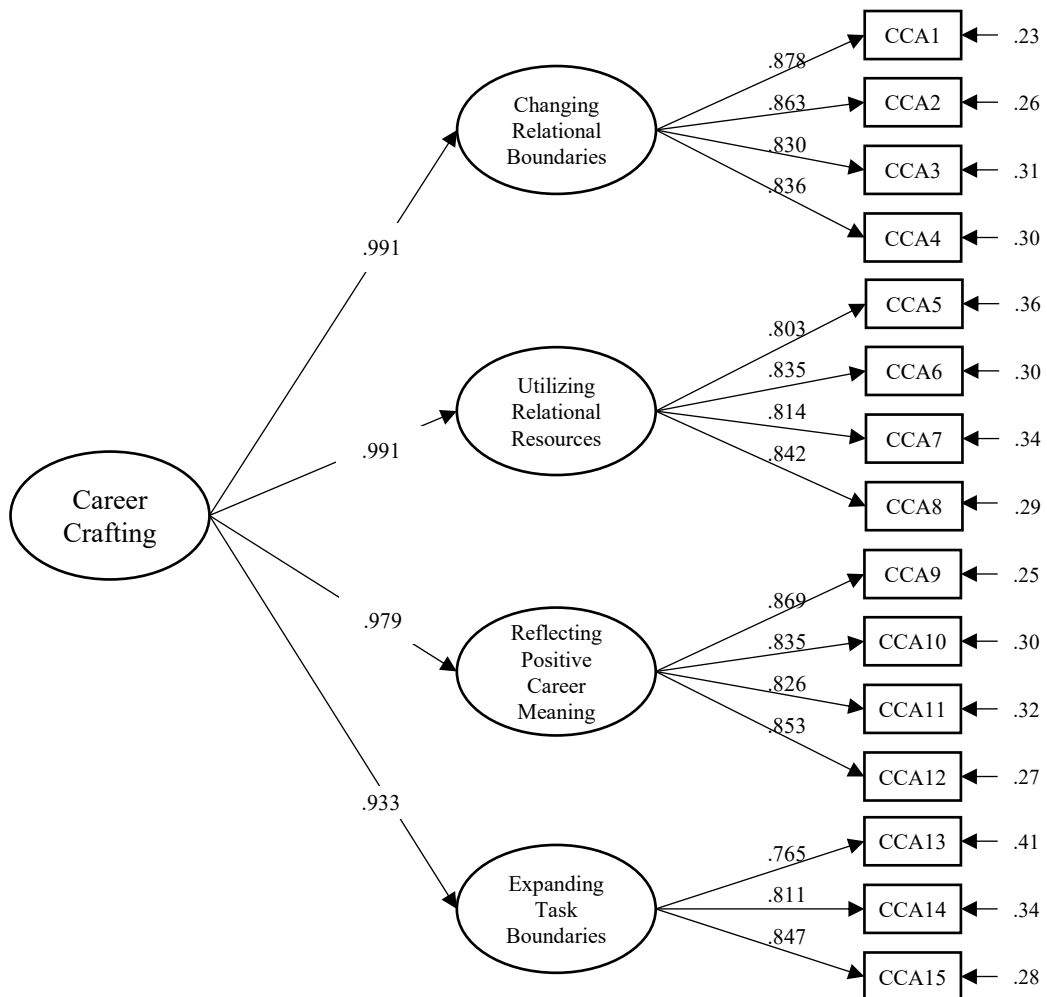 Career
Crafting
.991
.991
.979
.933
Changing
Relational
Boundaries
.878
.863
.830
.836
CCA1
.23
CCA2
.26
CCA3
.31
CCA4
.30
Utilizing
Relational
Resources
.803
.835
.814
.842
CCA5
.36
CCA6
.30
CCA7
.34
CCA8
.29
Reflecting
Positive
Career
Meaning
.869
.835
.826
.853
CCA9
.25
CCA10
.30
CCA11
.32
CCA12
.27
Expanding
Task
Boundaries
.765
.811
.847
CCA13
.41
CCA14
.34
CCA15
.28